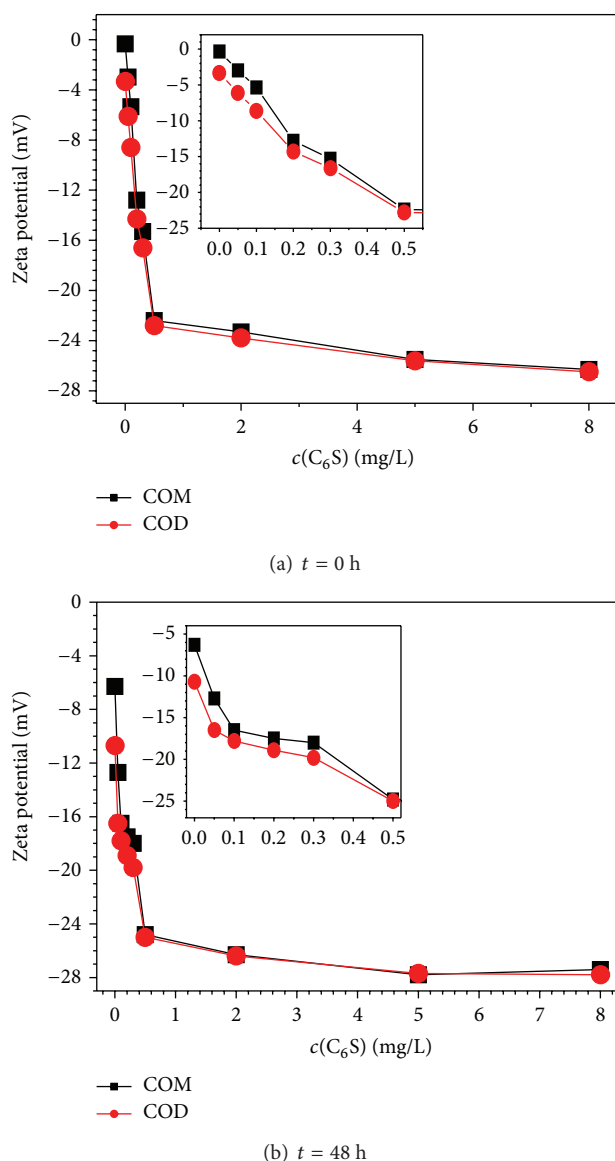 0
−4
−8
−12
−16
−22
−24
−28
Zeta potential (mV)
0
−5
−10
−15
−20
−25
0.0 0.1 0.2 0.3 0.4 0.5
0 2 4 6 8
c(C₆S) (mg/L)
COM
COD
(a) t = 0 h
0
−4
−8
−12
−16
−20
−24
−28
Zeta potential (mV)
−5
−10
−15
−20
−25
0.0 0.1 0.2 0.3 0.4 0.5
0 1 2 3 4 5 6 7 8
c(C₆S) (mg/L)
COM
COD
(b) t = 48 h